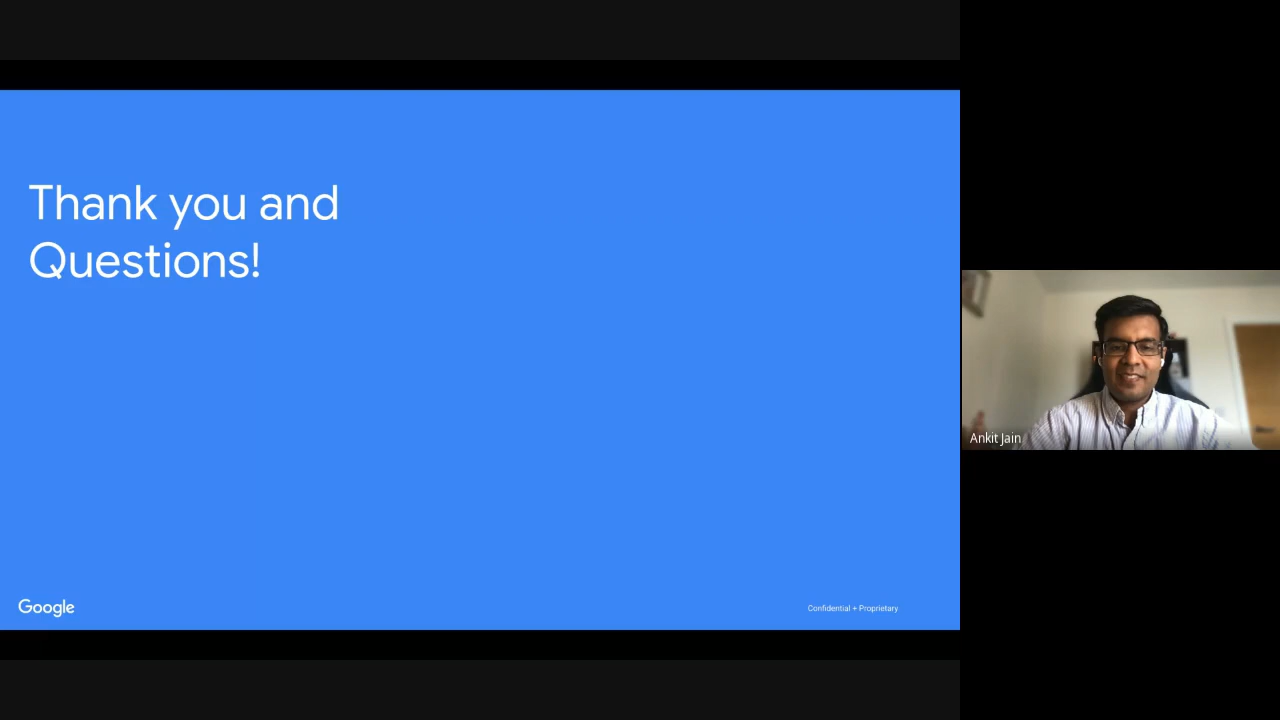 Thank you and
Questions!
Google
Confidential + Proprietary
Ankit Jain